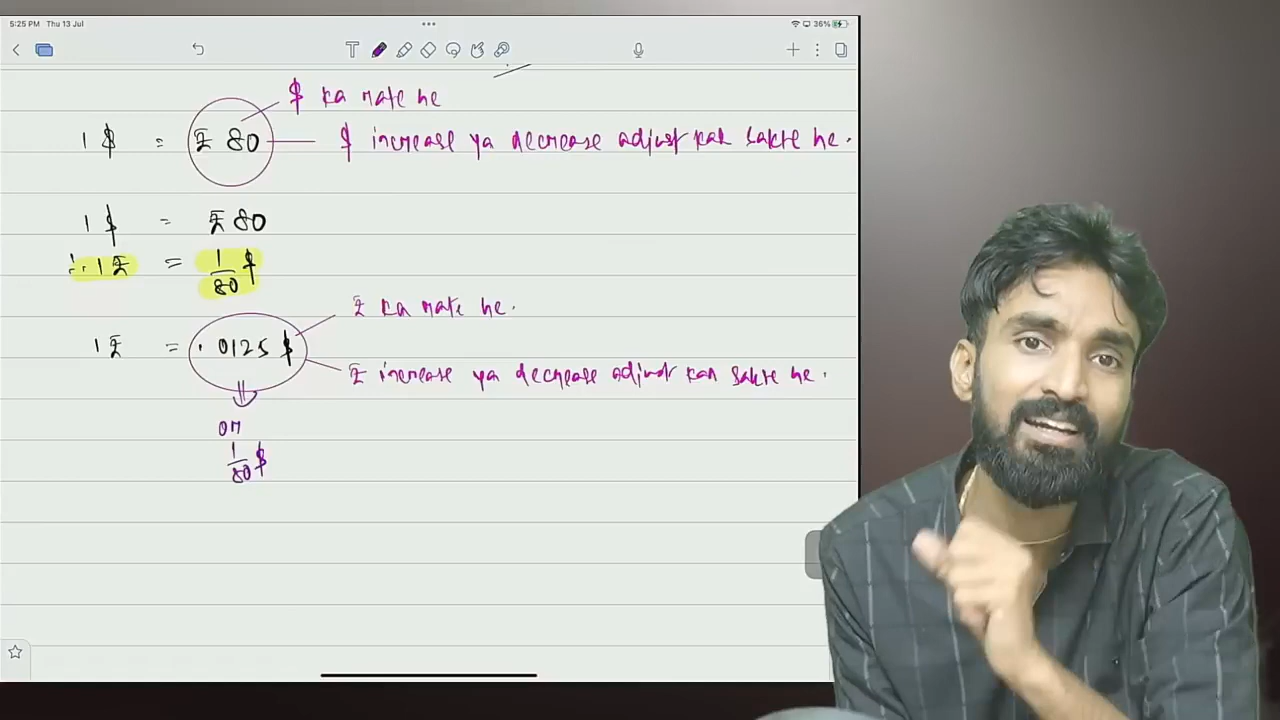 5:25 PM Thu 13 Jul
36%
T
$ ka rate he
1 $ = ₹ 80
$ increase ya decrease adjust kar sakte he.
1 $ = ₹ 80
∴ 1 ₹ = 1/80 $
₹ ka rate he.
1 ₹ = .0125 $
₹ increase ya decrease adjust kar sakte he.
or
1/80 $